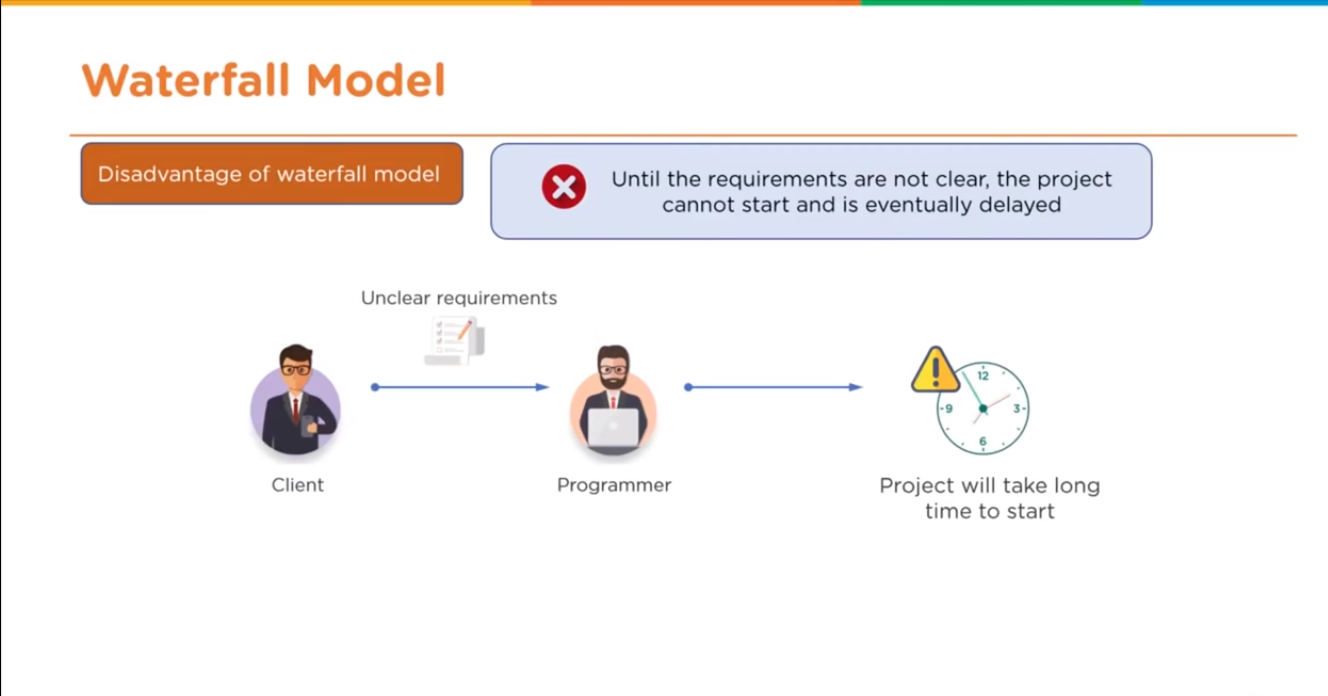 Waterfall Model
Disadvantage of waterfall model
Until the requirements are not clear, the project
cannot start and is eventually delayed
Unclear requirements
12
9
3
6
Client
Programmer
Project will take long
time to start